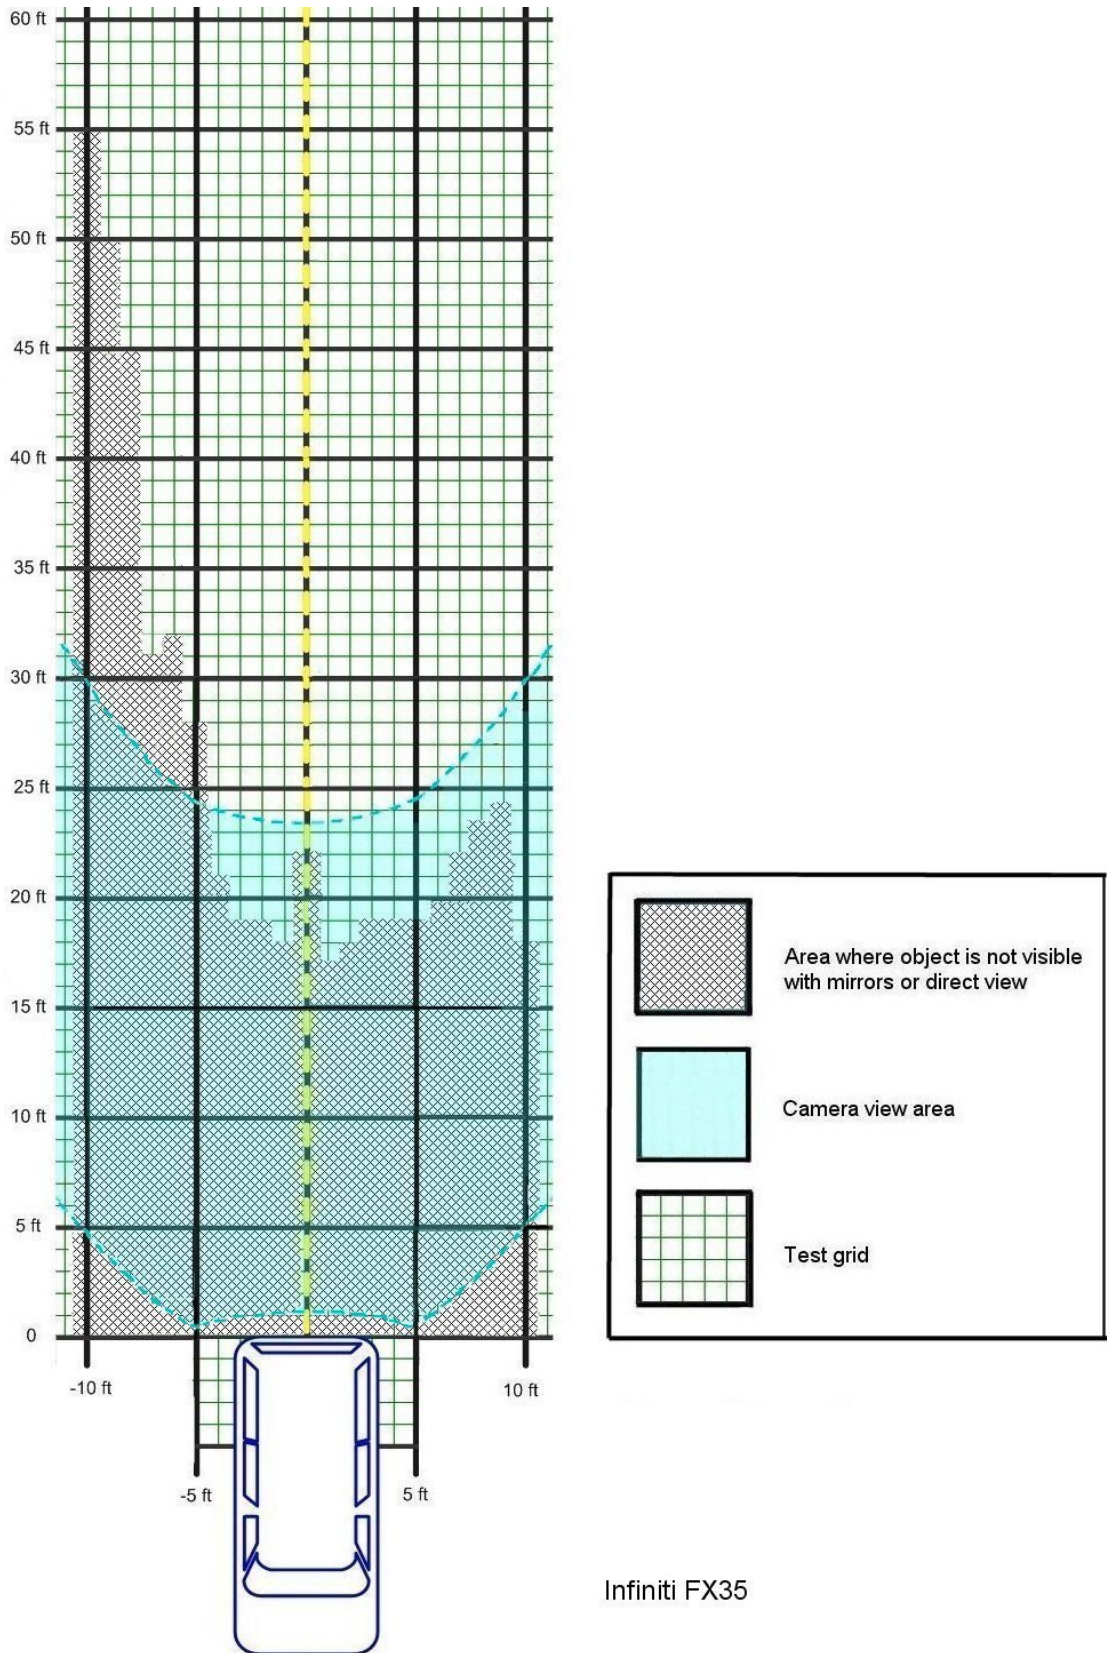 60 ft
55 ft
50 ft
45 ft
40 ft
35 ft
30 ft
25 ft
20 ft
15 ft
10 ft
5 ft
0
-10 ft
10 ft
-5 ft
5 ft
Area where object is not visible
with mirrors or direct view
Camera view area
Test grid
Infiniti FX35